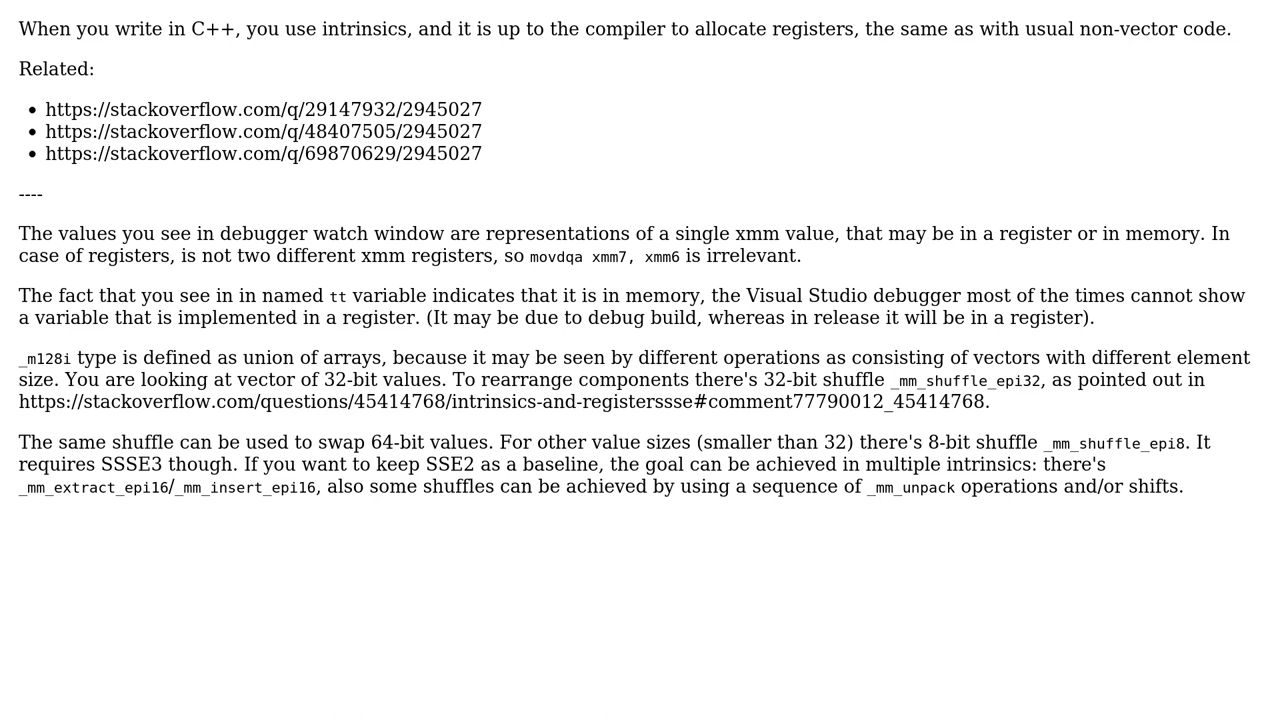 When you write in C++, you use intrinsics, and it is up to the compiler to allocate registers, the same as with usual non-vector code.
Related:
• https://stackoverflow.com/q/29147932/2945027
• https://stackoverflow.com/q/48407505/2945027
• https://stackoverflow.com/q/69870629/2945027
----
The values you see in debugger watch window are representations of a single xmm value, that may be in a register or in memory. In
case of registers, is not two different xmm registers, so movdqa xmm7, xmm6 is irrelevant.
The fact that you see in in named tt variable indicates that it is in memory, the Visual Studio debugger most of the times cannot show
a variable that is implemented in a register. (It may be due to debug build, whereas in release it will be in a register).
_m128i type is defined as union of arrays, because it may be seen by different operations as consisting of vectors with different element
size. You are looking at vector of 32-bit values. To rearrange components there's 32-bit shuffle _mm_shuffle_epi32, as pointed out in
https://stackoverflow.com/questions/45414768/intrinsics-and-registerssse#comment77790012_45414768.
The same shuffle can be used to swap 64-bit values. For other value sizes (smaller than 32) there's 8-bit shuffle _mm_shuffle_epi8. It
requires SSSE3 though. If you want to keep SSE2 as a baseline, the goal can be achieved in multiple intrinsics: there's
_mm_extract_epi16/_mm_insert_epi16, also some shuffles can be achieved by using a sequence of _mm_unpack operations and/or shifts.